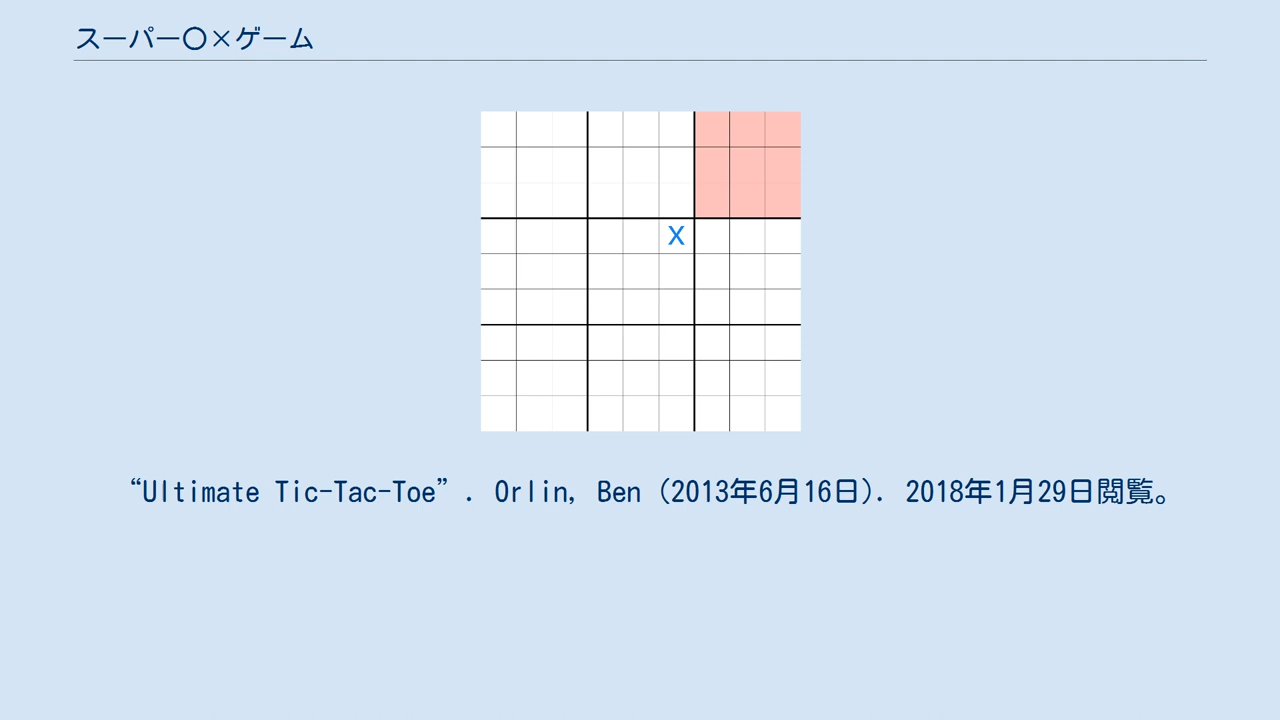 スーパー〇×ゲーム
X
“Ultimate Tic-Tac-Toe”. Orlin, Ben (2013年6月16日). 2018年1月29日閲覧。